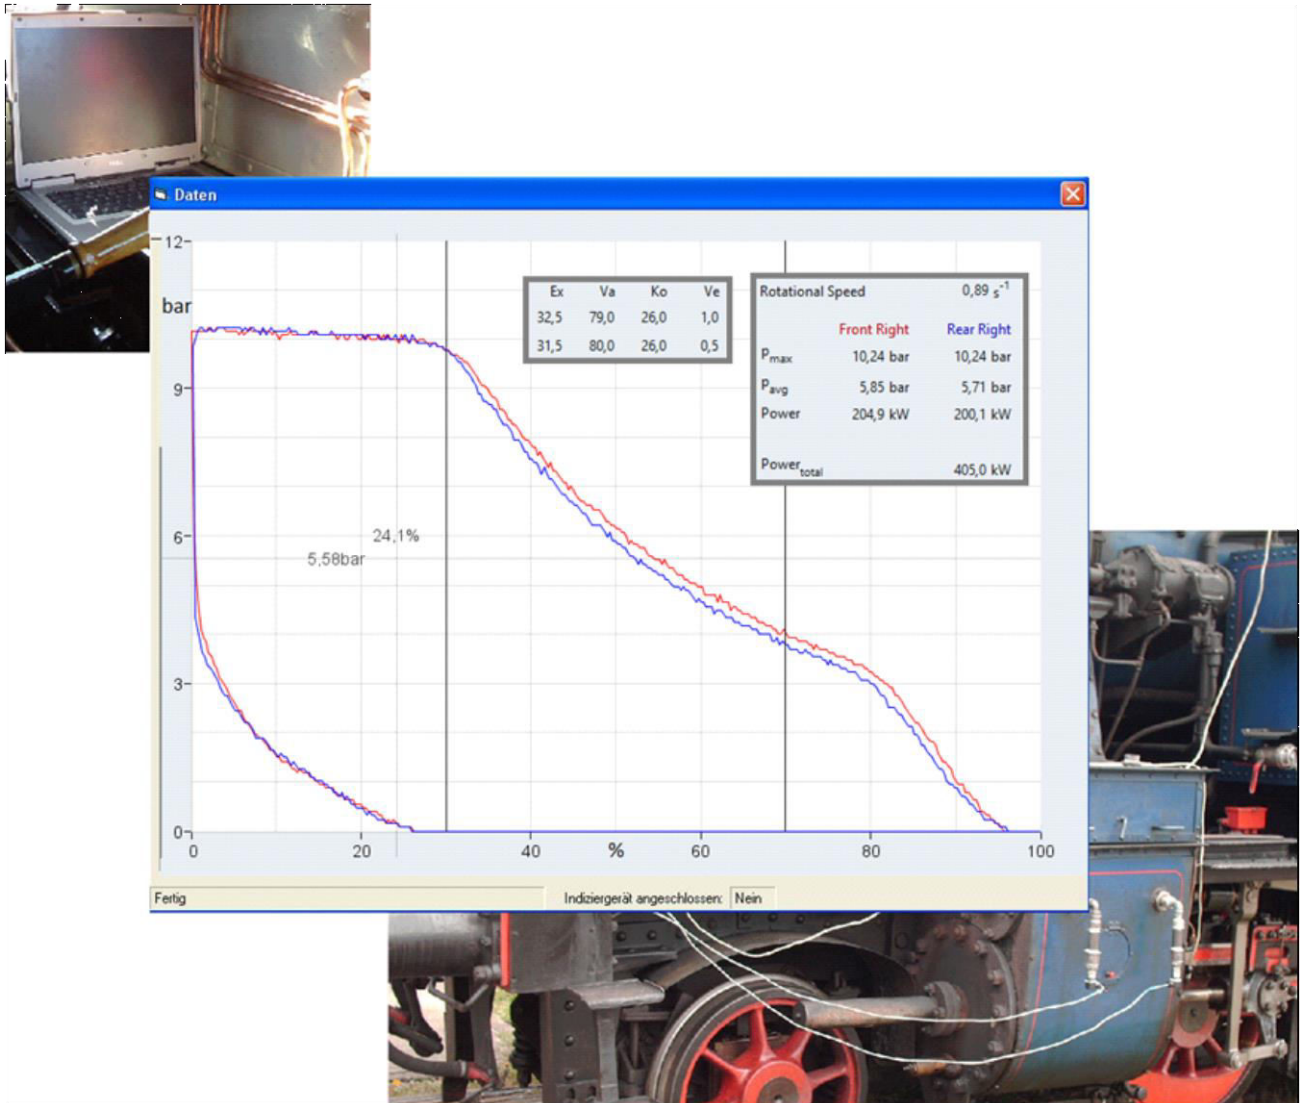 Daten
12
bar
9
6
3
0
Ex Va Ko Ve
32,5 79,0 26,0 1,0
31,5 80,0 26,0 0,5
Rotational Speed 0,89 s-1
Front Right Rear Right
Pmax 10,24 bar 10,24 bar
Pavg 5,85 bar 5,71 bar
Power 204,9 kW 200,1 kW
Powertotal 405,0 kW
24,1%
5,58bar
0 20 40 % 60 80 100
Fertig Indiziergerät angeschlossen: Nein